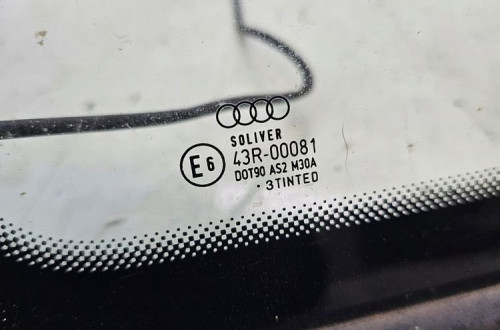 SOLIVER
E6 43R-00081
DOT90 AS2 M30A
· 3TINTED